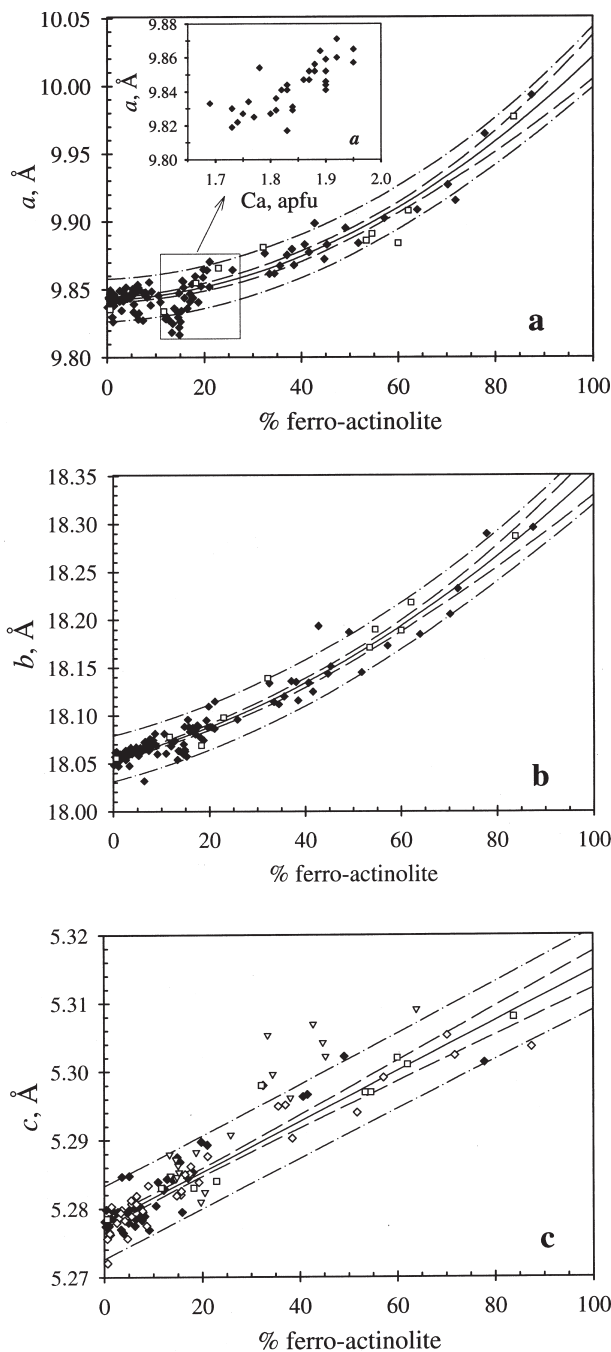 10.05
10.00
9.95
9.90
9.85
9.80
a, Å
9.88
9.86
9.84
9.82
9.80
a, Å
a
1.7 1.8 1.9 2.0
Ca, apfu
a
0 20 40 60 80 100
% ferro-actinolite
18.35
18.30
18.25
18.20
18.15
18.10
18.05
18.00
b, Å
b
0 20 40 60 80 100
% ferro-actinolite
5.32
5.31
5.30
5.29
5.28
5.27
c, Å
c
0 20 40 60 80 100
% ferro-actinolite